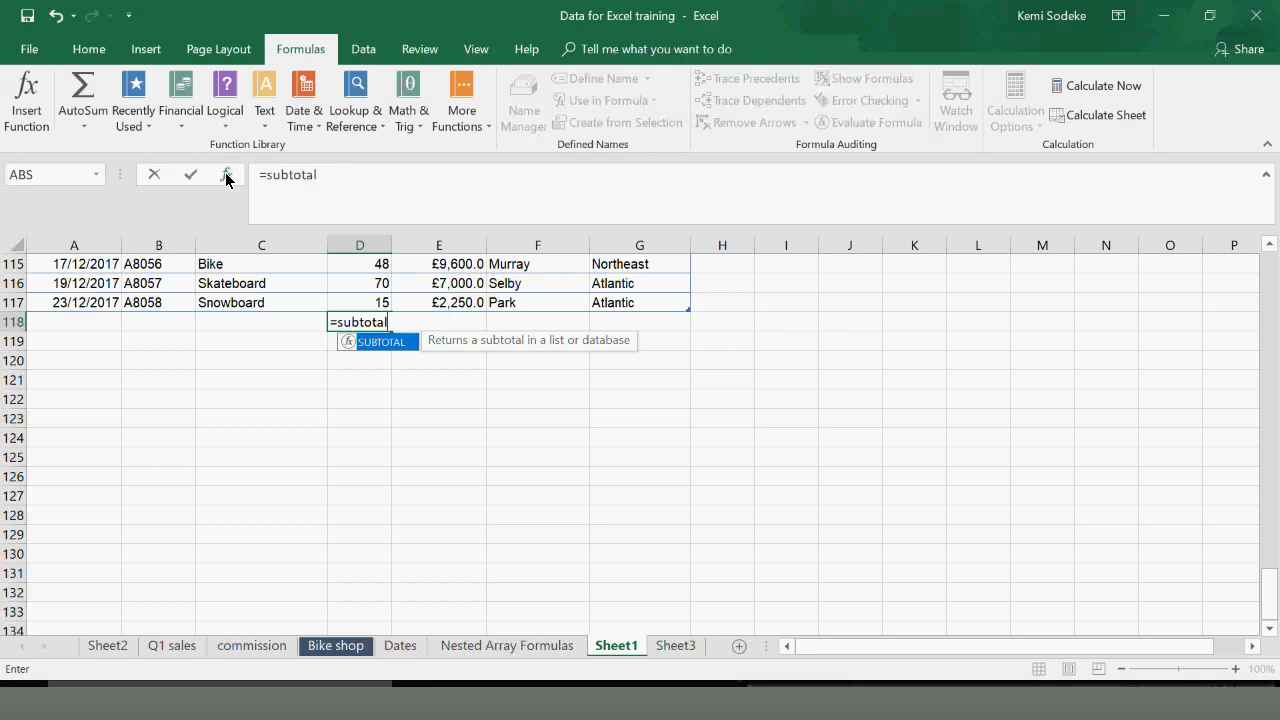 Data for Excel training - Excel
Kemi Sodeke
File Home Insert Page Layout Formulas Data Review View Help Tell me what you want to do Share
Insert Function
AutoSum
Recently Used
Financial
Logical
Text
Date & Time
Lookup & Reference
Math & Trig
More Functions
Function Library
Name Manager
Define Name
Use in Formula
Create from Selection
Defined Names
Trace Precedents
Trace Dependents
Remove Arrows
Show Formulas
Error Checking
Evaluate Formula
Formula Auditing
Watch Window
Calculation Options
Calculate Now
Calculate Sheet
Calculation
ABS =subtotal
A B C D E F G H I J K L M N O P
115 17/12/2017 A8056 Bike 48 £9,600.0 Murray Northeast
116 19/12/2017 A8057 Skateboard 70 £7,000.0 Selby Atlantic
117 23/12/2017 A8058 Snowboard 15 £2,250.0 Park Atlantic
118 =subtotal
119 SUBTOTAL Returns a subtotal in a list or database
120
121
122
123
124
125
126
127
128
129
130
131
132
133
134
Sheet2 Q1 sales commission Bike shop Dates Nested Array Formulas Sheet1 Sheet3
Enter 100%